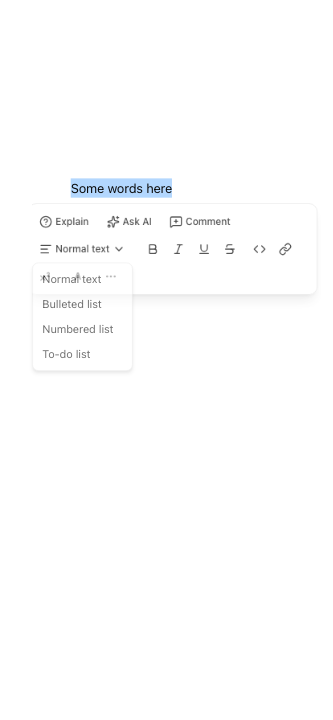 Some words here
Explain Ask AI Comment
Normal text
Normal text
Bulleted list
Numbered list
To-do list